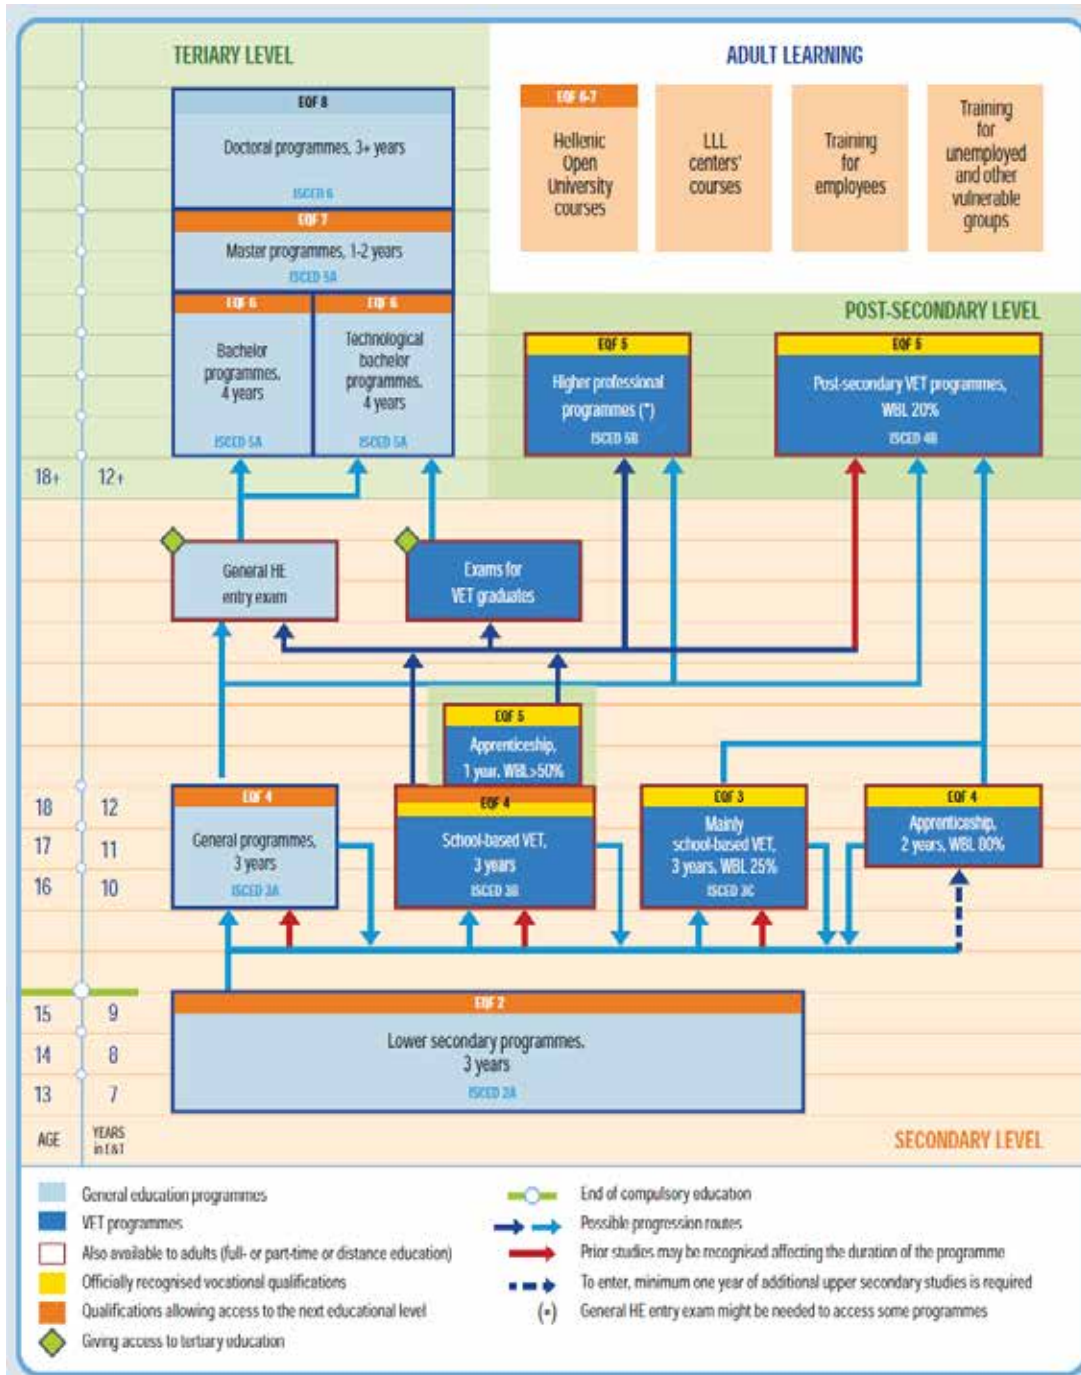 TERIARY LEVEL
EQF 8
Doctoral programmes, 3+ years
ISCED 6
EQF 7
Master programmes, 1-2 years
ISCED 5A
EQF 6
Bachelor
programmes,
4 years
ISCED 5A
EQF 6
Technological
bachelor
programmes,
4 years
ISCED 5A
ADULT LEARNING
EQF 6-7
Hellenic
Open
University
courses
LLL
centers'
courses
Training
for
employees
Training
for
unemployed
and other
vulnerable
groups
POST-SECONDARY LEVEL
EQF 5
Higher professional
programmes (*)
ISCED 5B
EQF 5
Post-secondary VET programmes,
WBL 20%
ISCED 4B
18+ 12+
General HE
entry exam
Exams for
VET graduates
EQF 5
Apprenticeship,
1 year, WBL>50%
18 12
17 11
16 10
EQF 4
General programmes,
3 years
ISCED 3A
EQF 4
School-based VET,
3 years
ISCED 3B
EQF 3
Mainly
school-based VET,
3 years, WBL 25%
ISCED 3C
EQF 4
Apprenticeship,
2 years, WBL 80%
15 9
14 8
13 7
EQF 2
Lower secondary programmes,
3 years
ISCED 2A
AGE
YEARS
in E&T
SECONDARY LEVEL
General education programmes
VET programmes
Also available to adults (full- or part-time or distance education)
Officially recognised vocational qualifications
Qualifications allowing access to the next educational level
Giving access to tertiary education
End of compulsory education
Possible progression routes
Prior studies may be recognised affecting the duration of the programme
To enter, minimum one year of additional upper secondary studies is required
(*) General HE entry exam might be needed to access some programmes